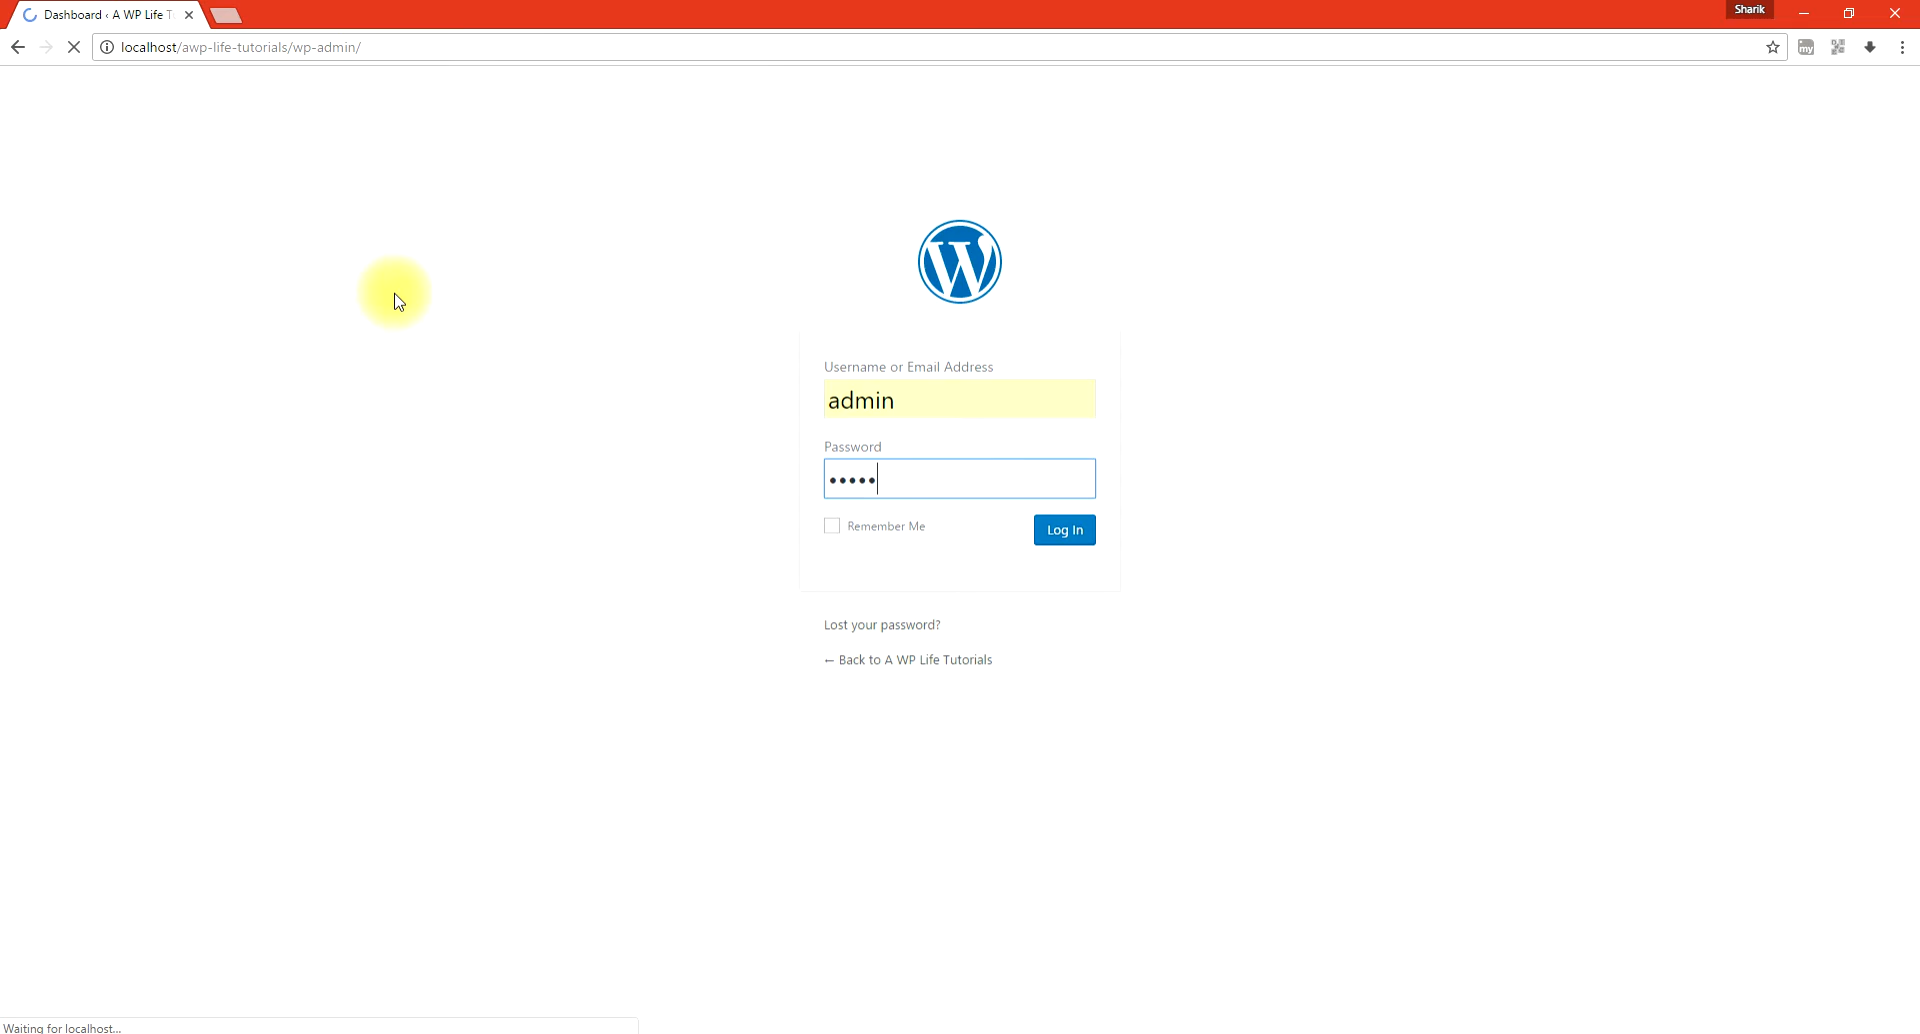 Dashboard ‹ A WP Life T
Sharik
localhost/awp-life-tutorials/wp-admin/
my
Username or Email Address
admin
Password
•••••
Remember Me
Log In
Lost your password?
← Back to A WP Life Tutorials
Waiting for localhost...